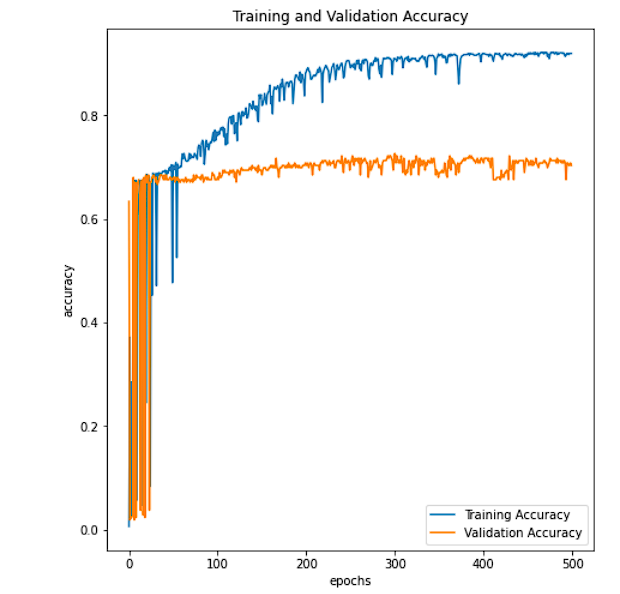 Training and Validation Accuracy
accuracy
0.8
0.6
0.4
0.2
0.0
Training Accuracy
Validation Accuracy
0 100 200 300 400 500
epochs